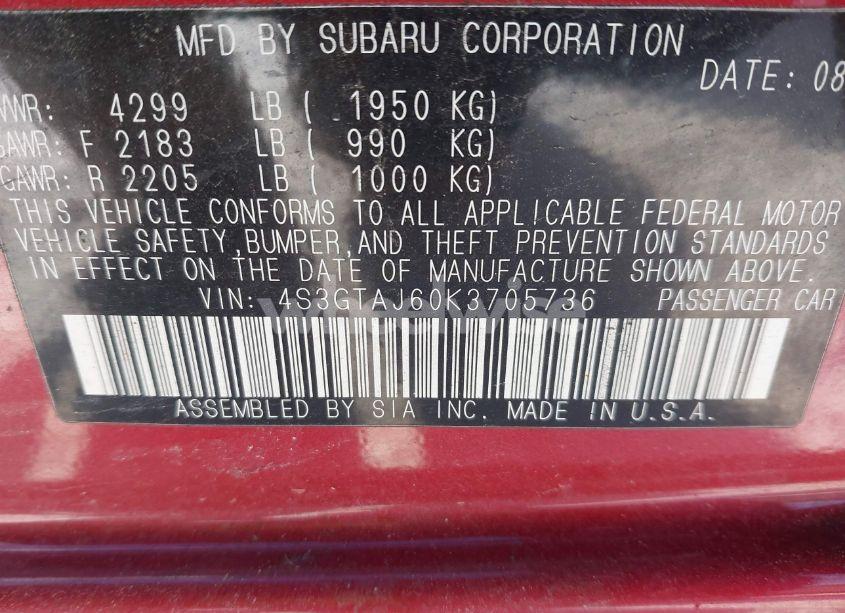 MFD BY SUBARU CORPORATION
DATE: 08
VWR: 4299 LB ( 1950 KG)
GAWR: F 2183 LB ( 990 KG)
GAWR: R 2205 LB ( 1000 KG)
THIS VEHICLE CONFORMS TO ALL APPLICABLE FEDERAL MOTOR
VEHICLE SAFETY,BUMPER,AND THEFT PREVENTION STANDARDS
IN EFFECT ON THE DATE OF MANUFACTURE SHOWN ABOVE.
VIN: 4S3GTAJ60K3705736 PASSENGER CAR
wheelwise
ASSEMBLED BY SIA INC. MADE IN U.S.A.